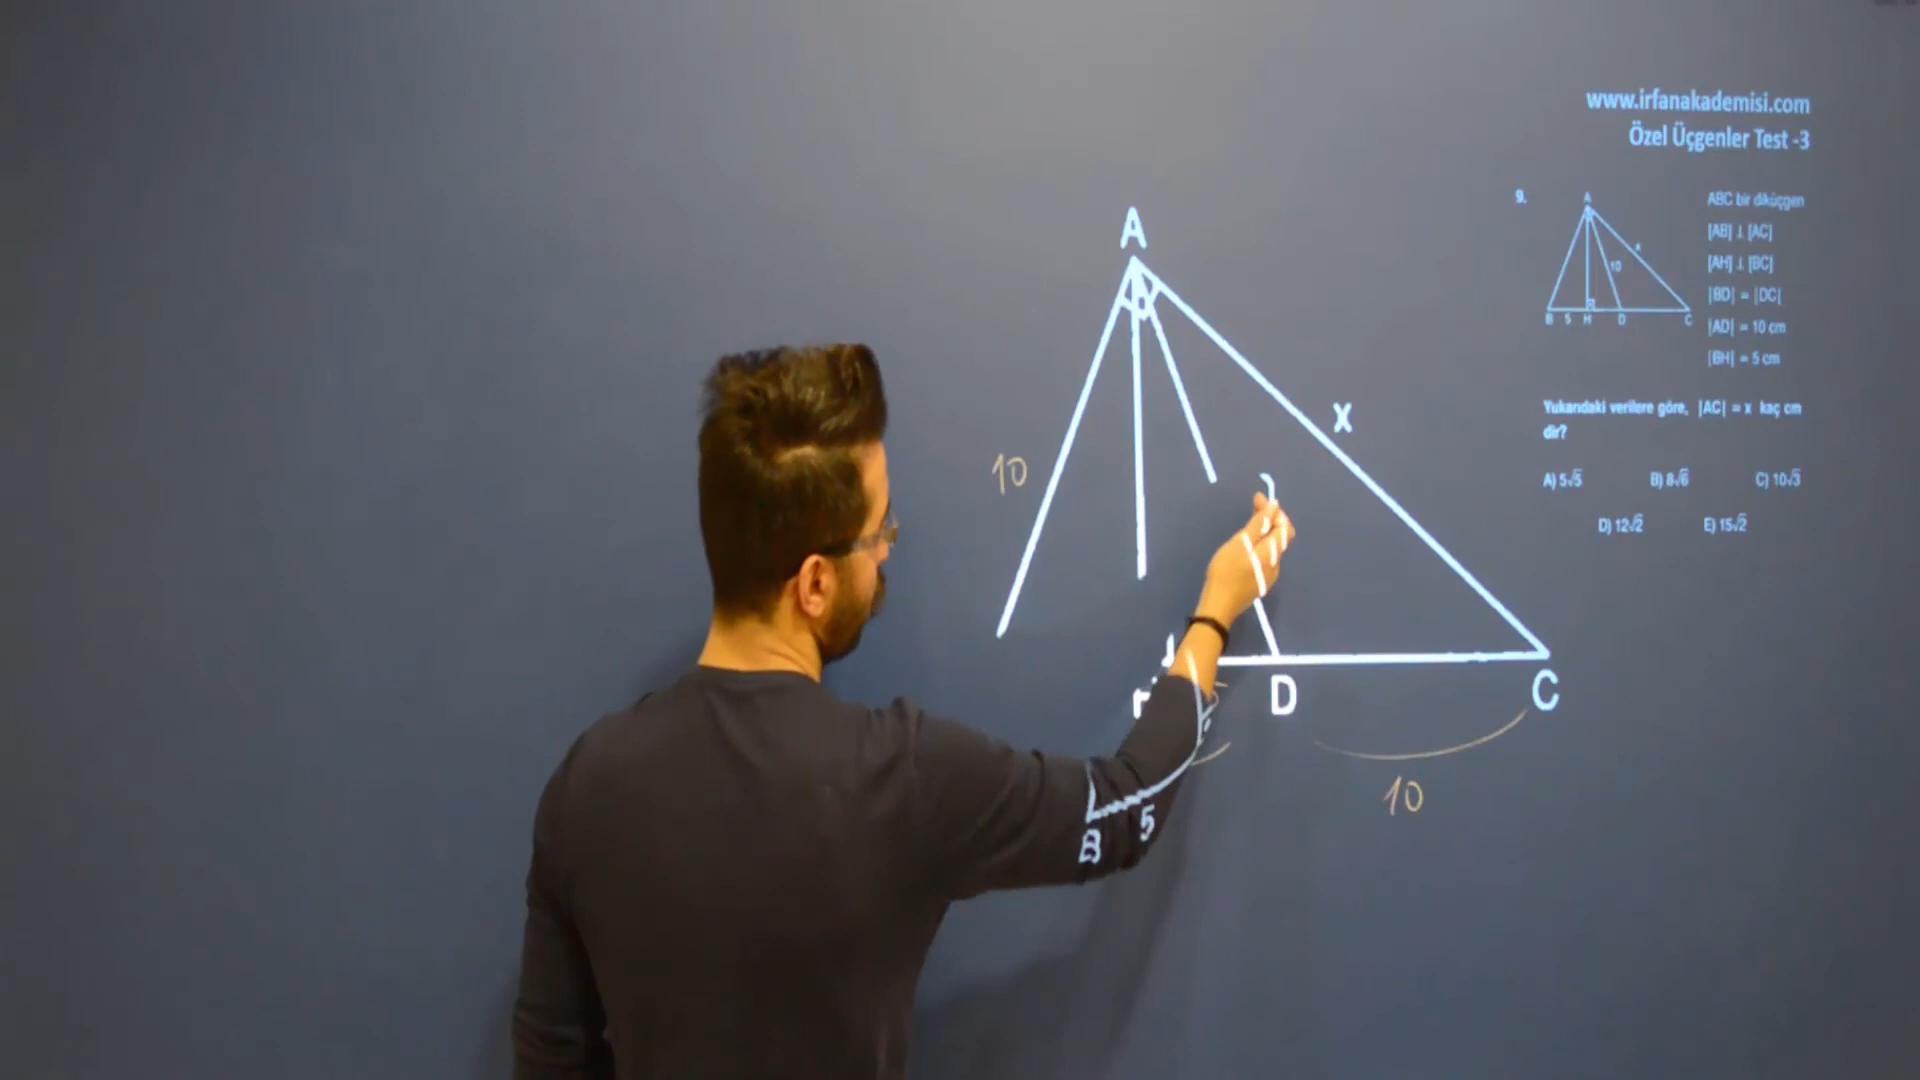 www.irfanakademisi.com
Özel Üçgenler Test -3
9.
A
x
10
B 5 H D C
ABC bir diküçgen
[AB] ⊥ [AC]
[AH] ⊥ [BC]
|BD| = |DC|
|AD| = 10 cm
|BH| = 5 cm
Yukarıdaki verilere göre, |AC| = x kaç cm
dir?
A) 5√5 B) 8√6 C) 10√3
D) 12√2 E) 15√2
A
X
10
D
C
10
B 5